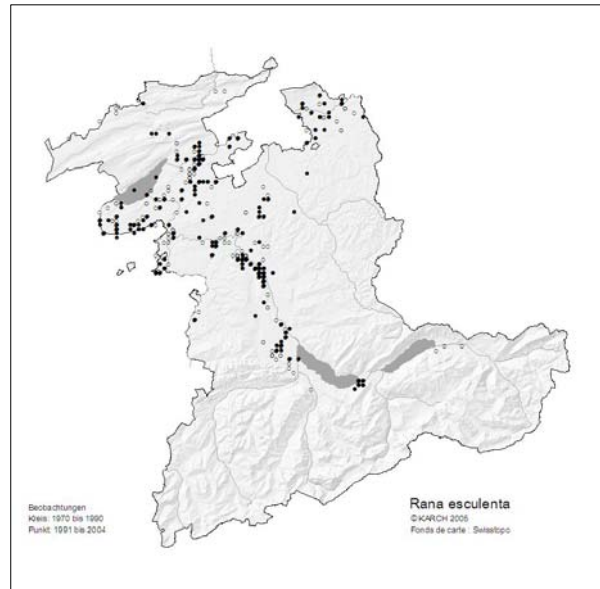 Beobachtungen
Kreis: 1970 bis 1990
Punkt: 1991 bis 2004
Rana esculenta
©KARCH 2005
Fonds de carte : Swisstopo